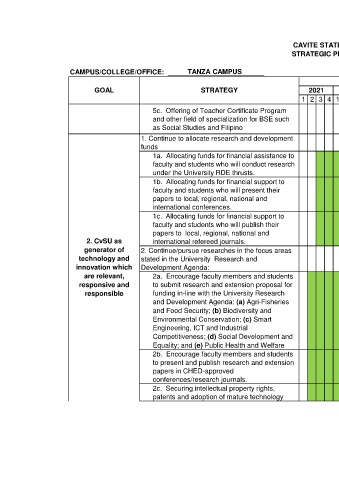 CAVITE STAT
STRATEGIC P
CAMPUS/COLLEGE/OFFICE: TANZA CAMPUS
GOAL STRATEGY 2021
1 2 3 4 1
5c. Offering of Teacher Certificate Program
and other field of specialization for BSE such
as Social Studies and Filipino
1. Continue to allocate research and development
funds
1a. Allocating funds for financial assistance to
faculty and students who will conduct research
under the University RDE thrusts.
1b. Allocating funds for financial support to
faculty and students who will present their
papers to local, regional, national and
international conferences.
1c. Allocating funds for financial support to
faculty and students who will publish their
papers to local, regional, national and
international refereed journals.
2. CvSU as
generator of
technology and
innovation which
are relevant,
responsive and
responsible
2. Continue/pursue researches in the focus areas
stated in the University Research and
Development Agenda:
2a. Encourage faculty members and students
to submit research and extension proposal for
funding in-line with the University Research
and Development Agenda: (a) Agri-Fisheries
and Food Security; (b) Biodiversity and
Environmental Conservation; (c) Smart
Engineering, ICT and Industrial
Competitiveness; (d) Social Development and
Equality; and (e) Public Health and Welfare
2b. Encourage faculty members and students
to present and publish research and extension
papers in CHED-approved
conferences/research journals.
2c. Securing intellectual property rights,
patents and adoption of mature technology